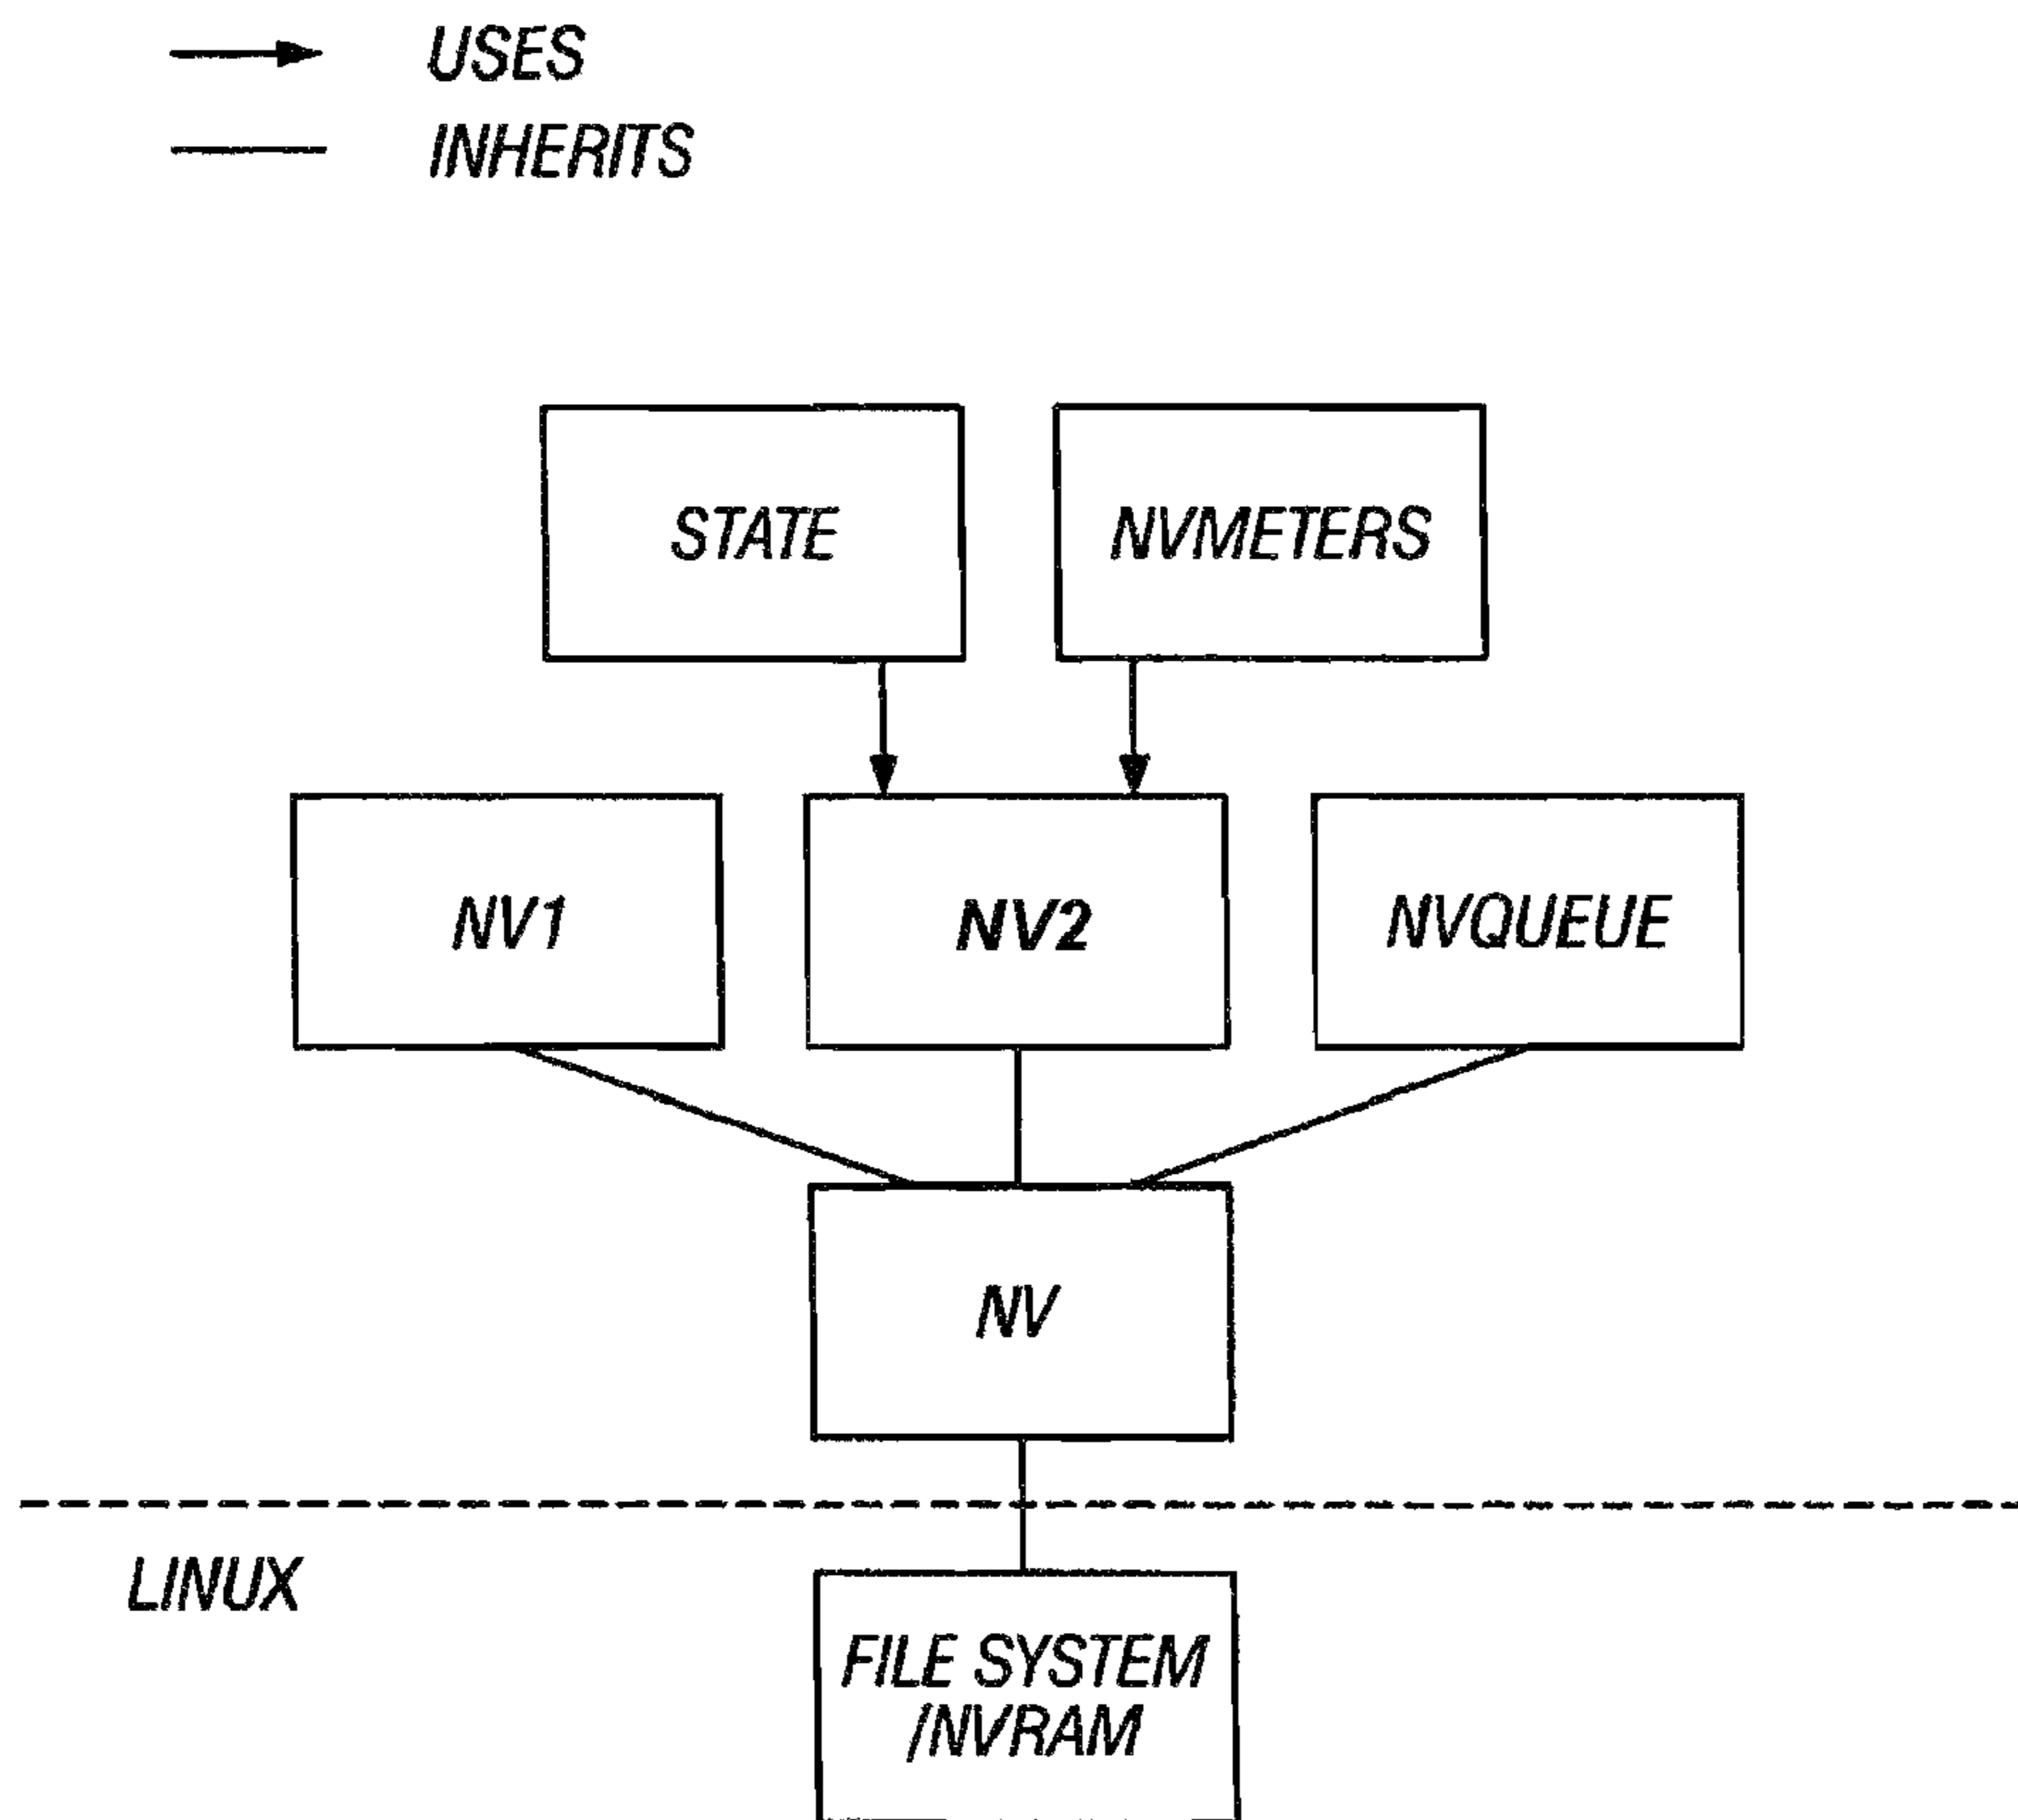 USES
INHERITS
STATE
NVMETERS
NV1
NV2
NVQUEUE
NV
LINUX
FILE SYSTEM
/NVRAM